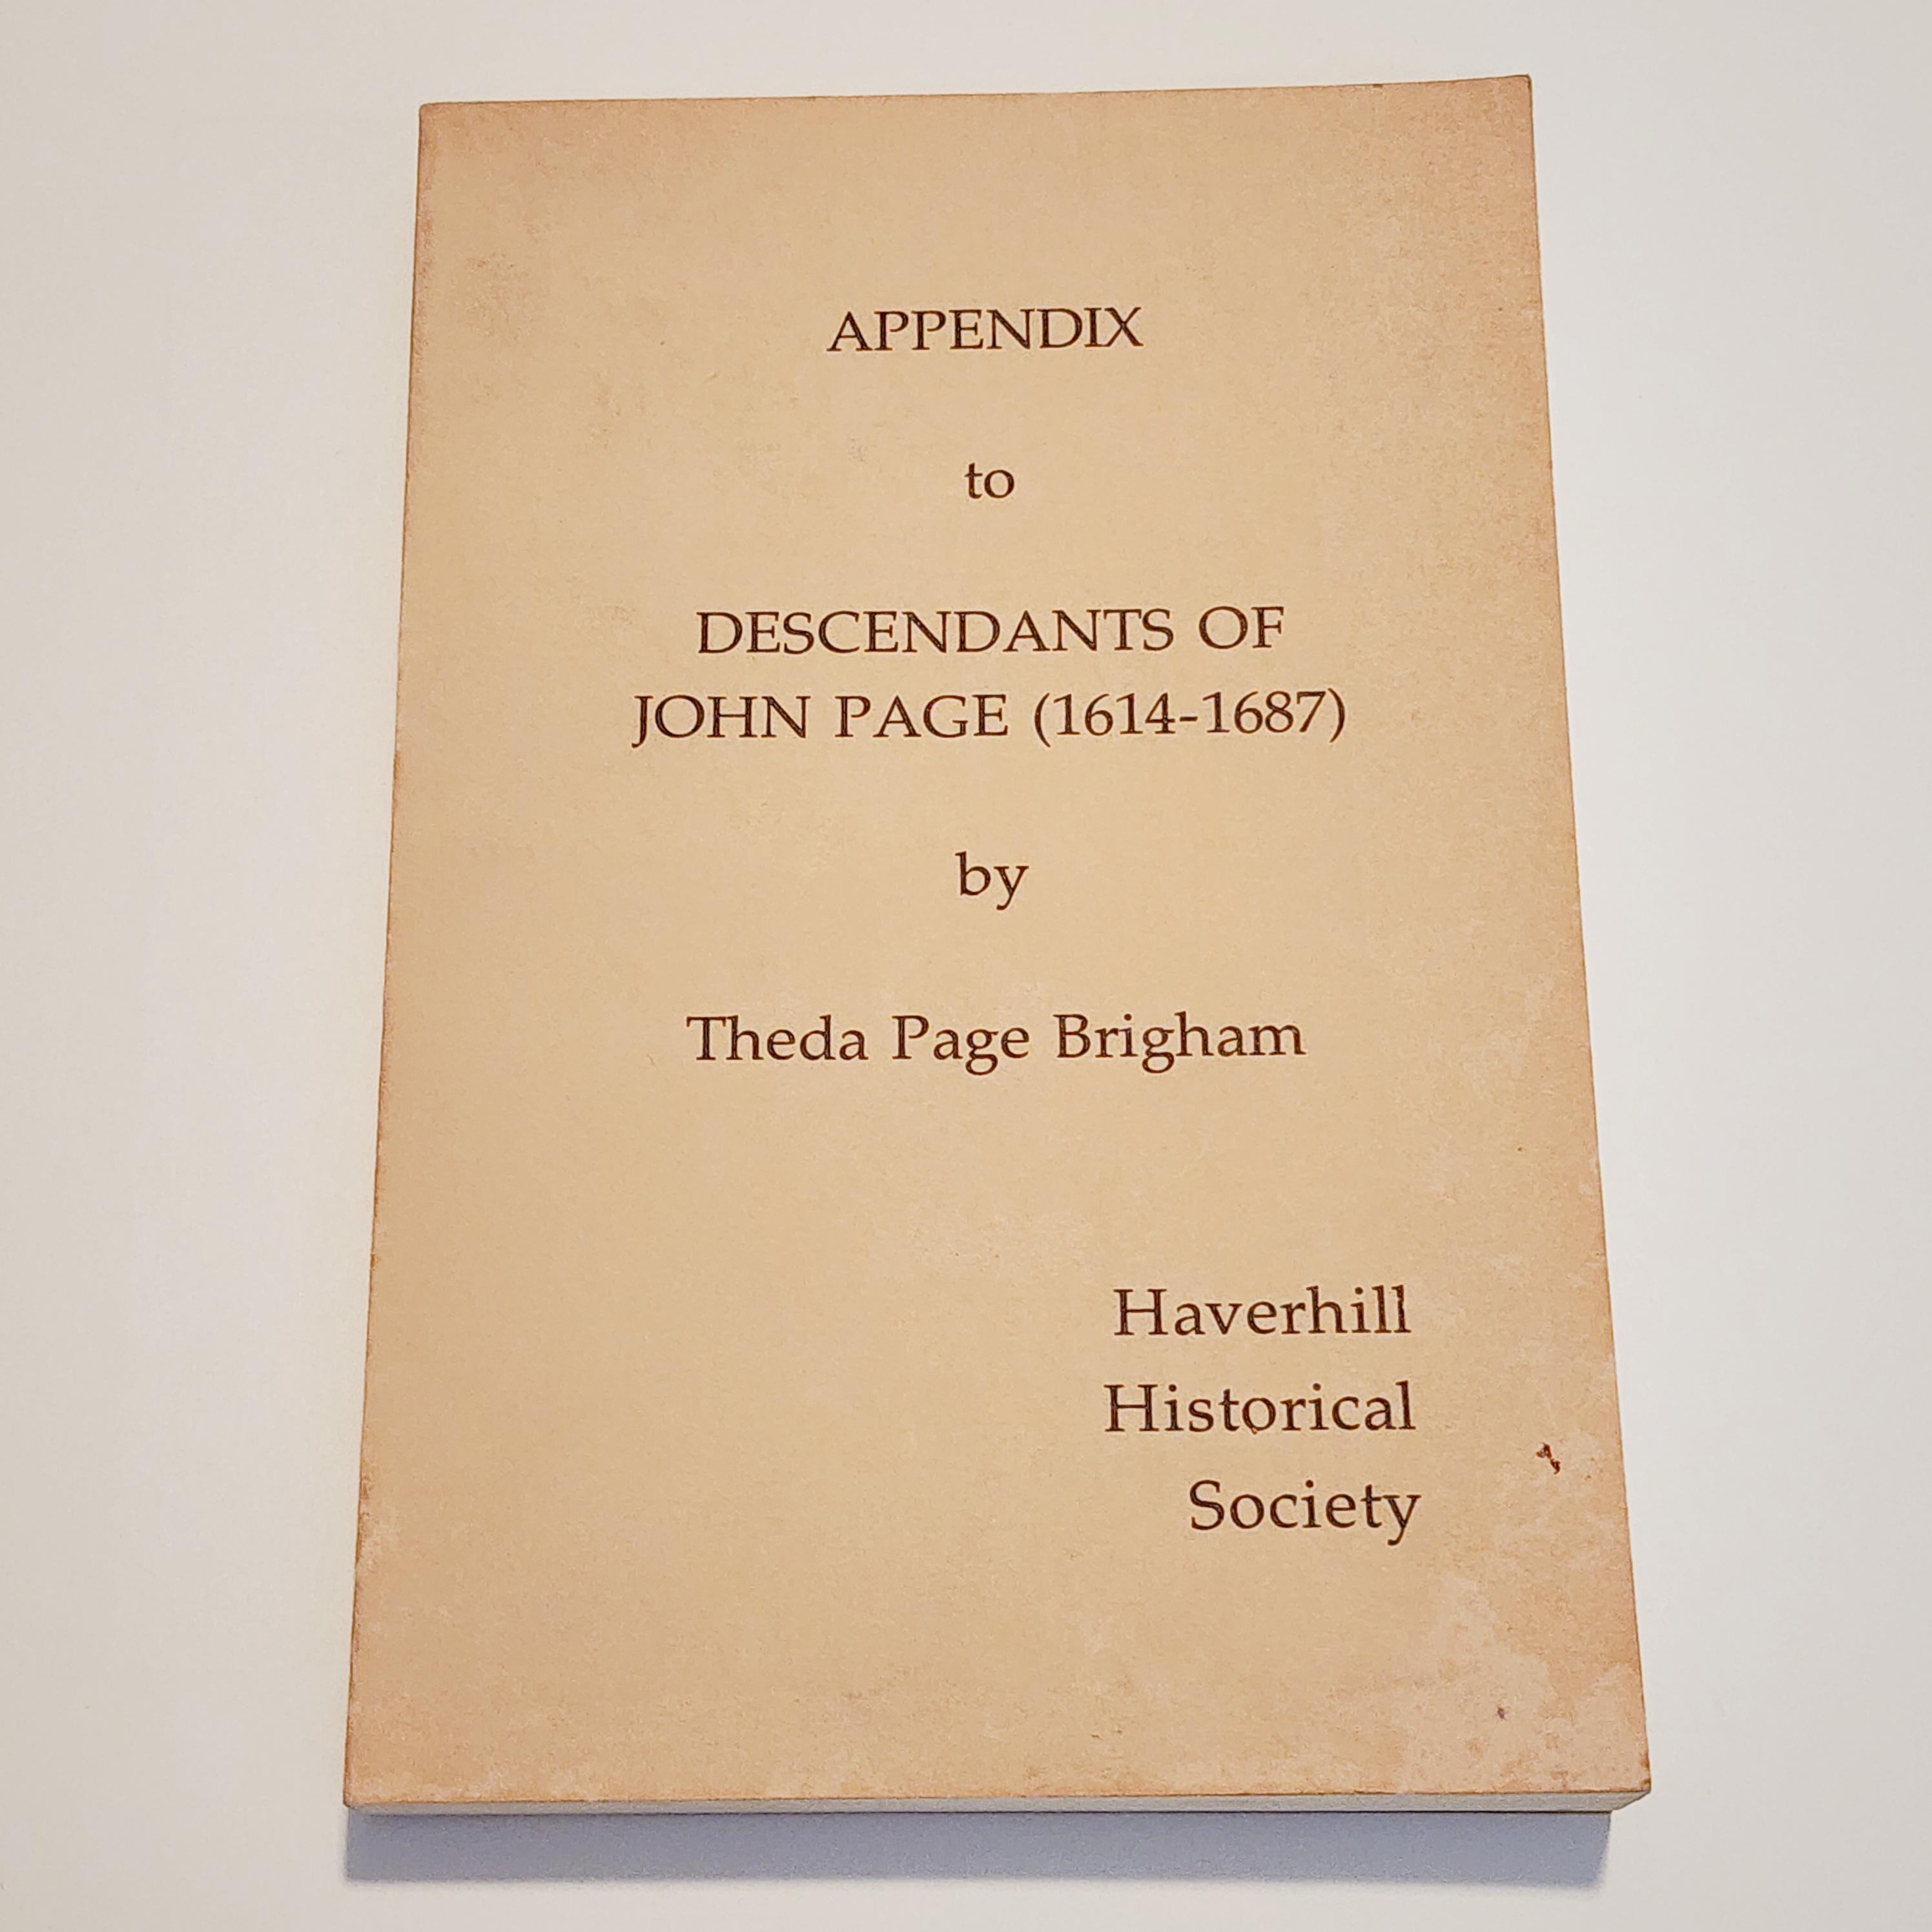 APPENDIX
to
DESCENDANTS OF
JOHN PAGE (1614-1687)
by
Theda Page Brigham
Haverhill
Historical
Society